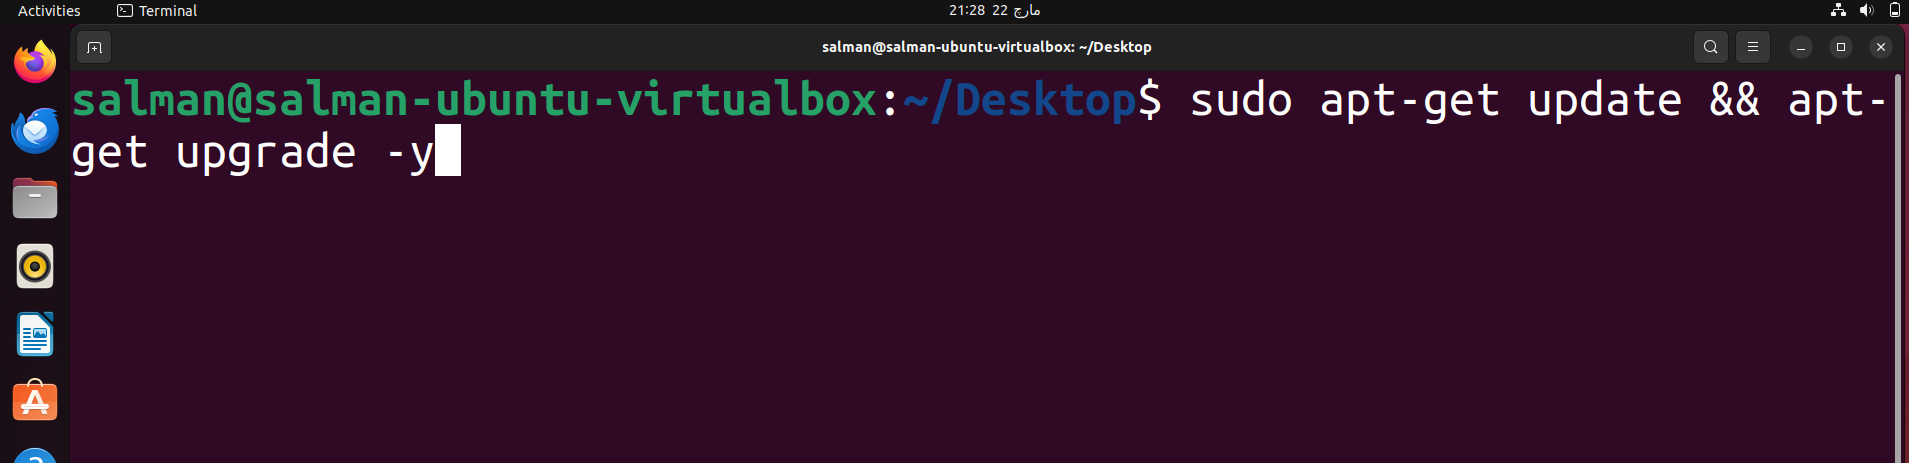 Activities Terminal 21:28 22 مارچ
salman@salman-ubuntu-virtualbox: ~/Desktop
salman@salman-ubuntu-virtualbox:~/Desktop$ sudo apt-get update && apt-
get upgrade -y